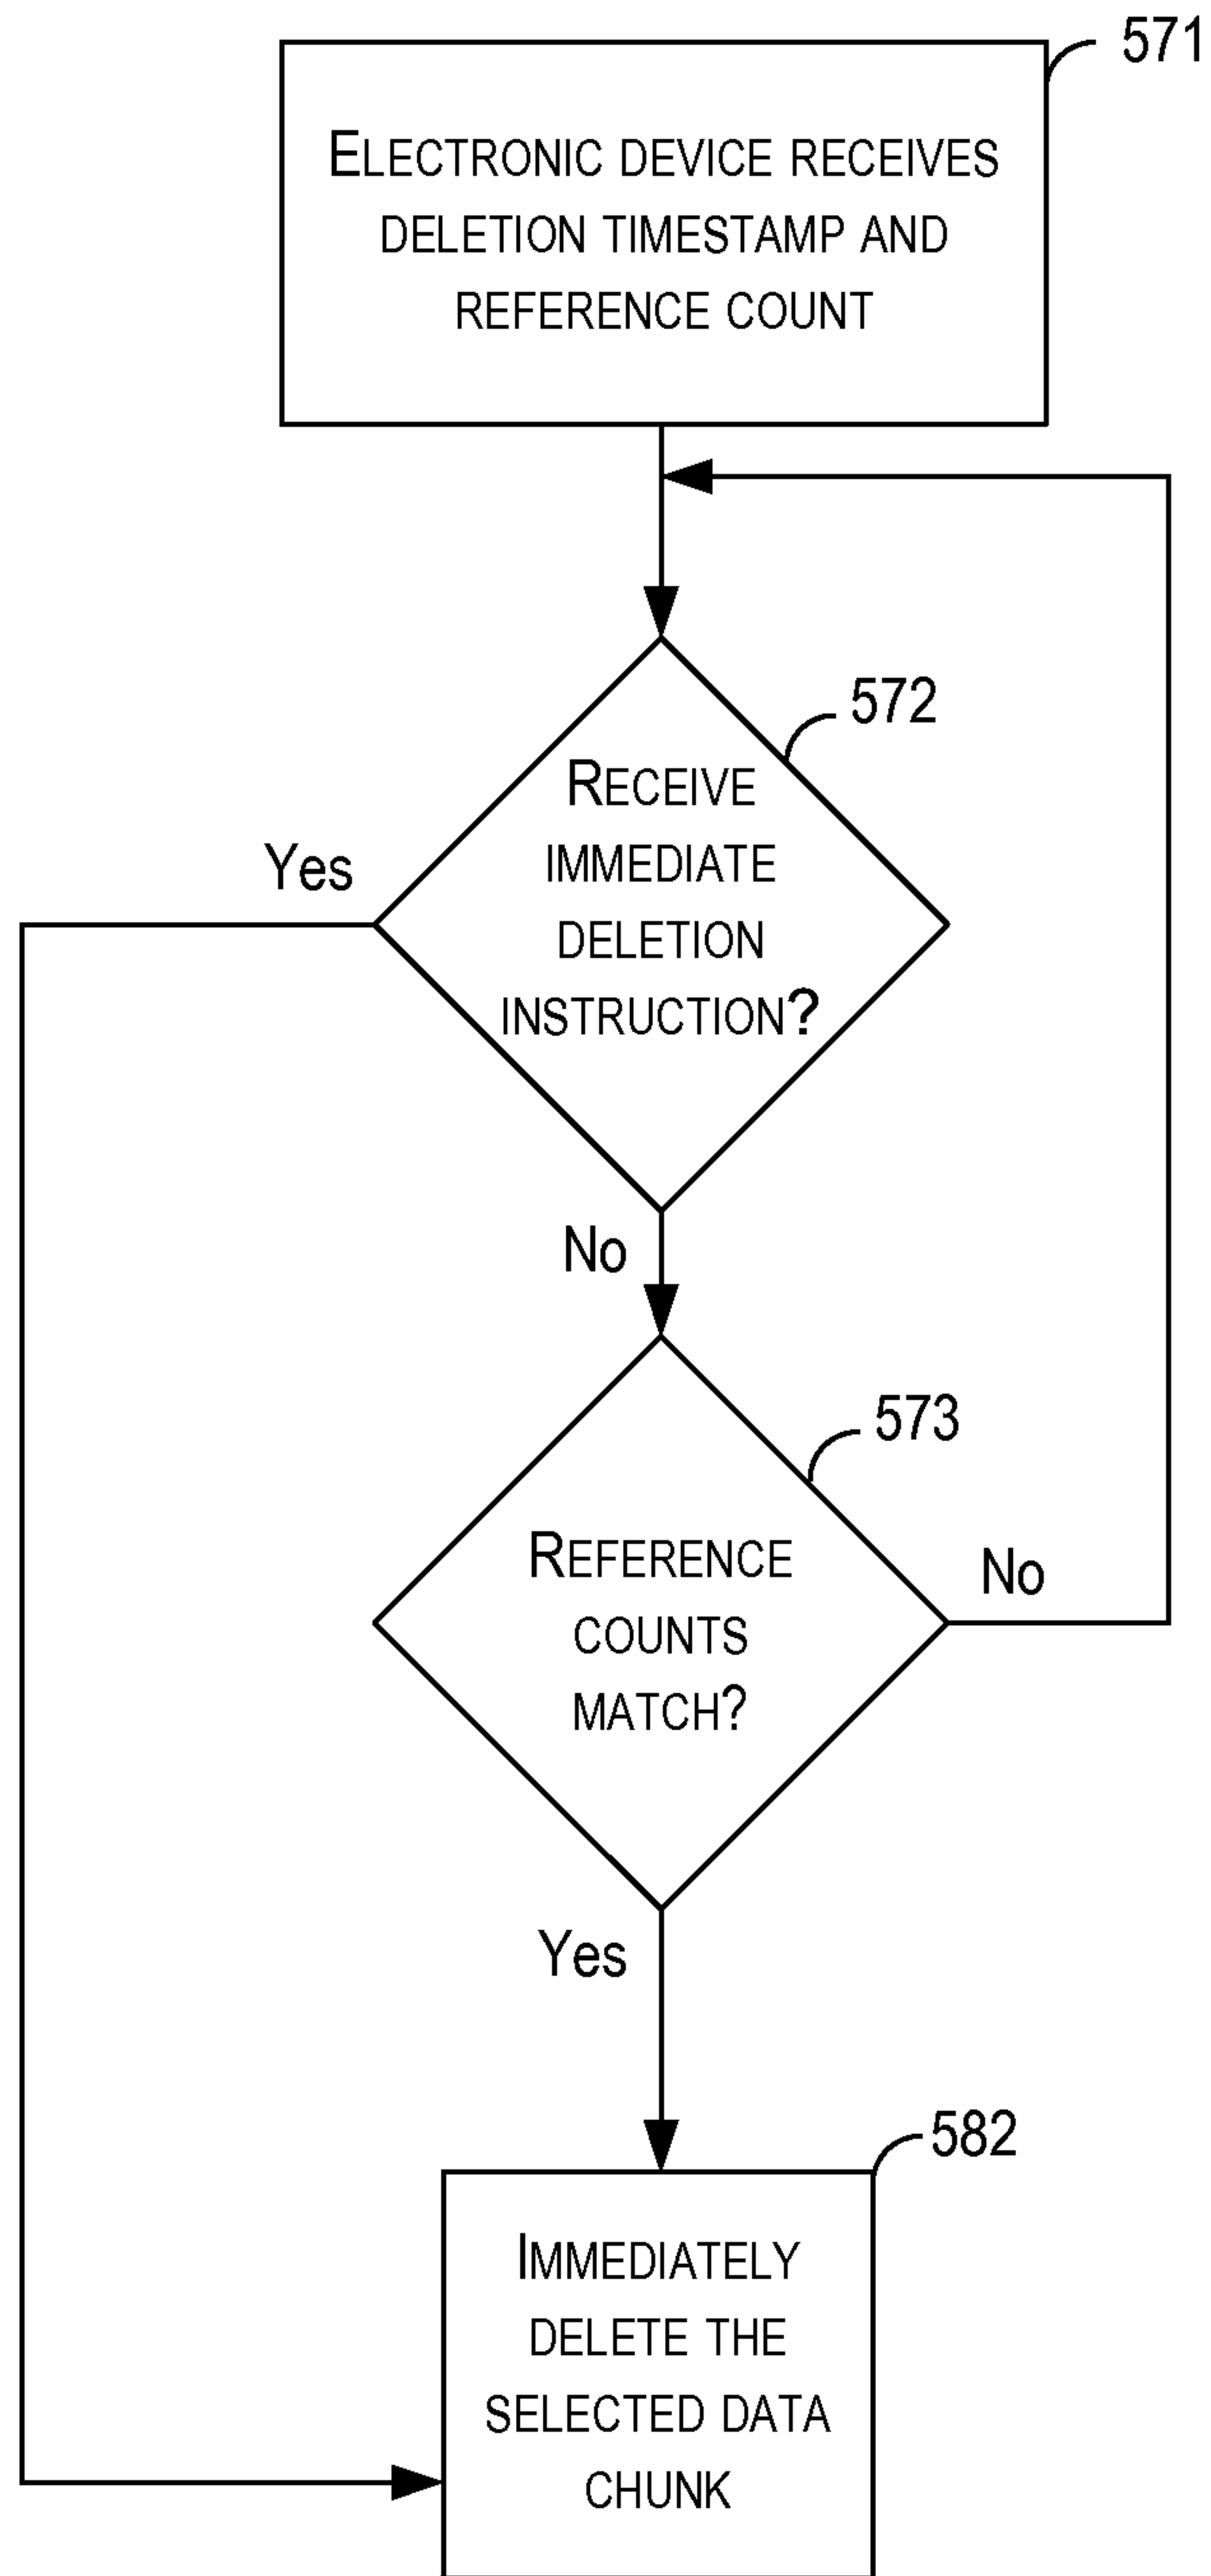 571
ELECTRONIC DEVICE RECEIVES
DELETION TIMESTAMP AND
REFERENCE COUNT
572
RECEIVE
IMMEDIATE
DELETION
INSTRUCTION?
Yes
No
573
REFERENCE
COUNTS
MATCH?
No
Yes
582
IMMEDIATELY
DELETE THE
SELECTED DATA
CHUNK